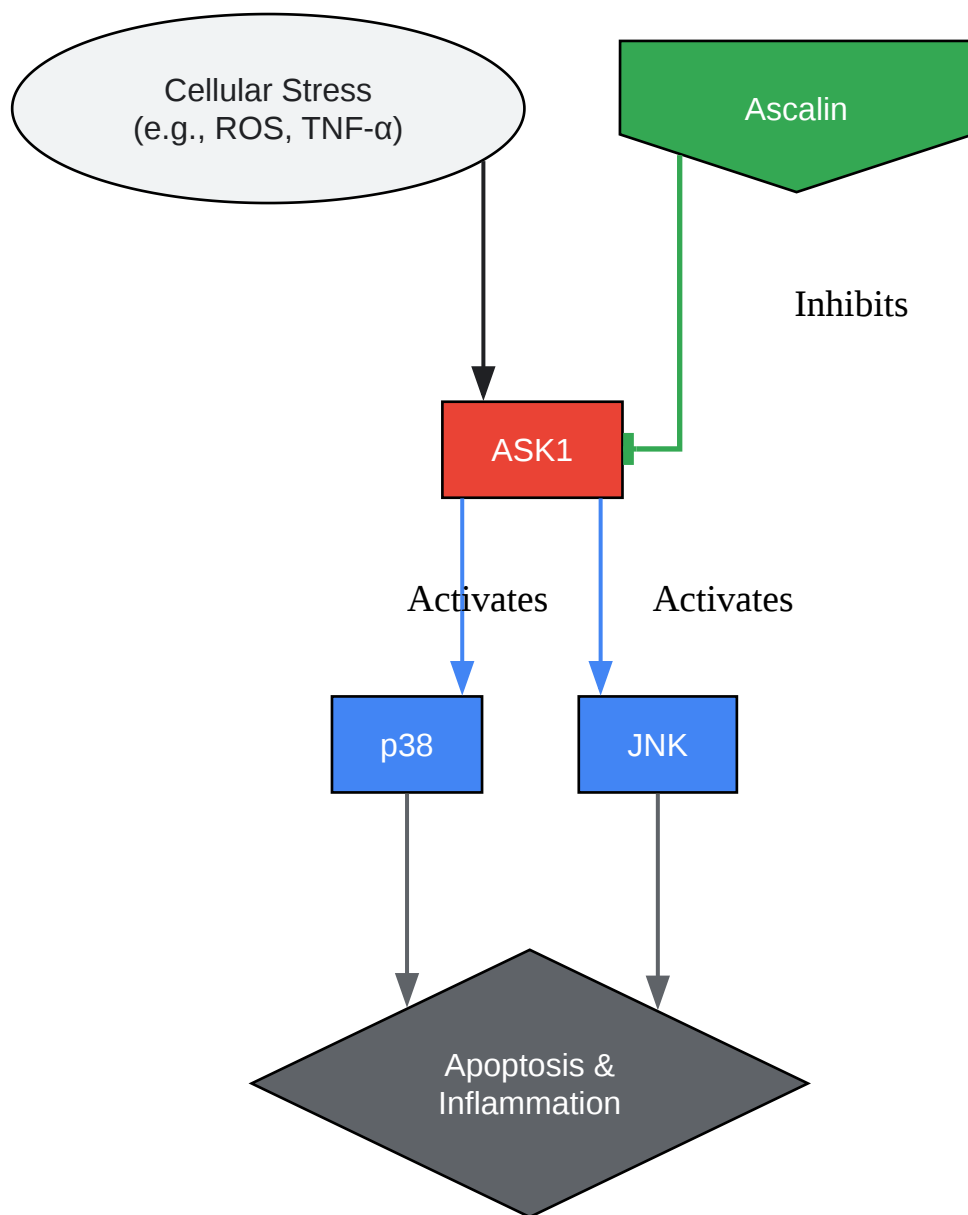 Cellular Stress
(e.g., ROS, TNF-α)
Ascalin
Inhibits
ASK1
Activates
Activates
p38
JNK
Apoptosis &
Inflammation